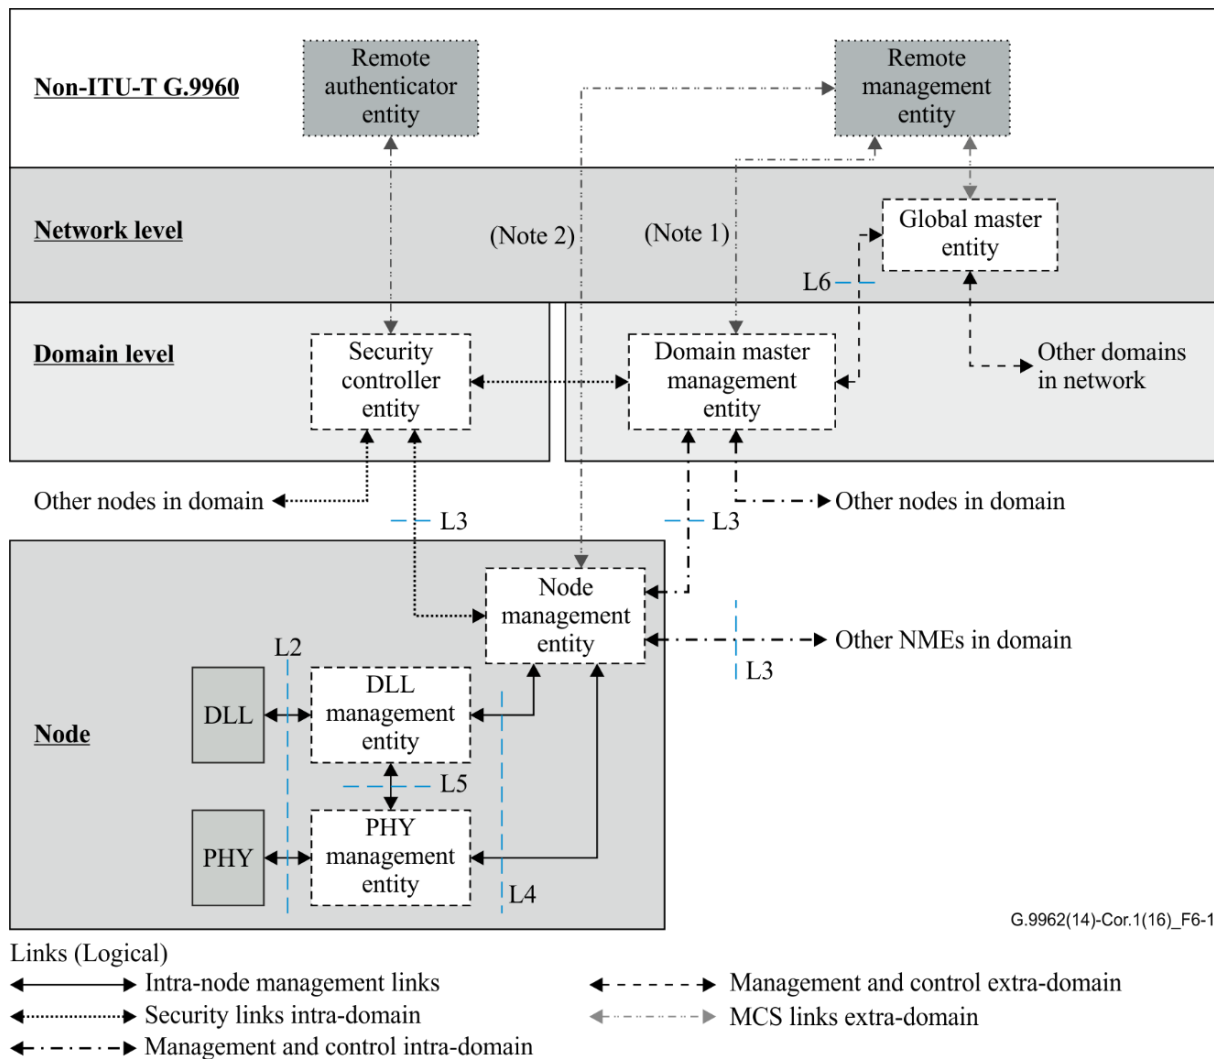 Remote
authenticator
entity
Remote
management
entity
Non-ITU-T G.9960
Network level
(Note 2)
(Note 1)
Global master
entity
L6
Domain level
Security
controller
entity
Domain master
management
entity
Other domains
in network
Other nodes in domain
Other nodes in domain
L3
L3
Node
management
entity
Other NMEs in domain
L3
L2
DLL
DLL
management
entity
Node
L5
PHY
PHY
management
entity
L4
G.9962(14)-Cor.1(16)_F6-1
Links (Logical)
Intra-node management links
Management and control extra-domain
Security links intra-domain
MCS links extra-domain
Management and control intra-domain